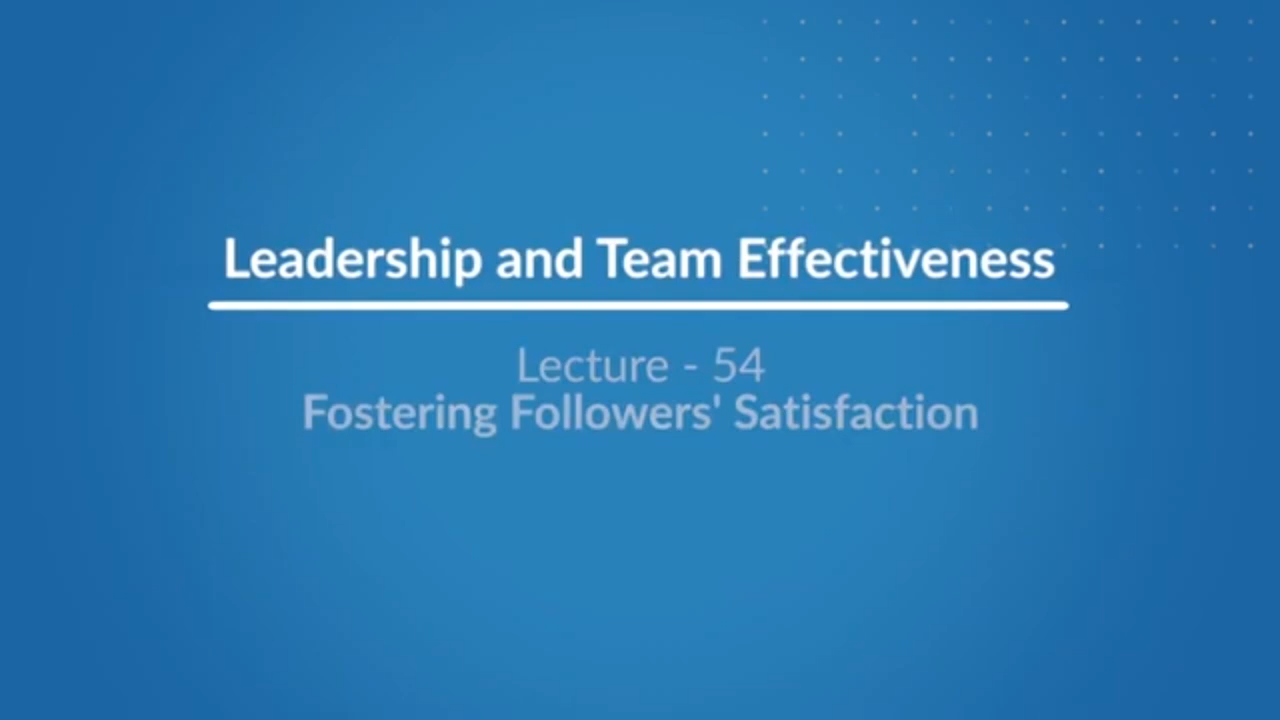 Leadership and Team Effectiveness
Lecture - 54
Fostering Followers' Satisfaction